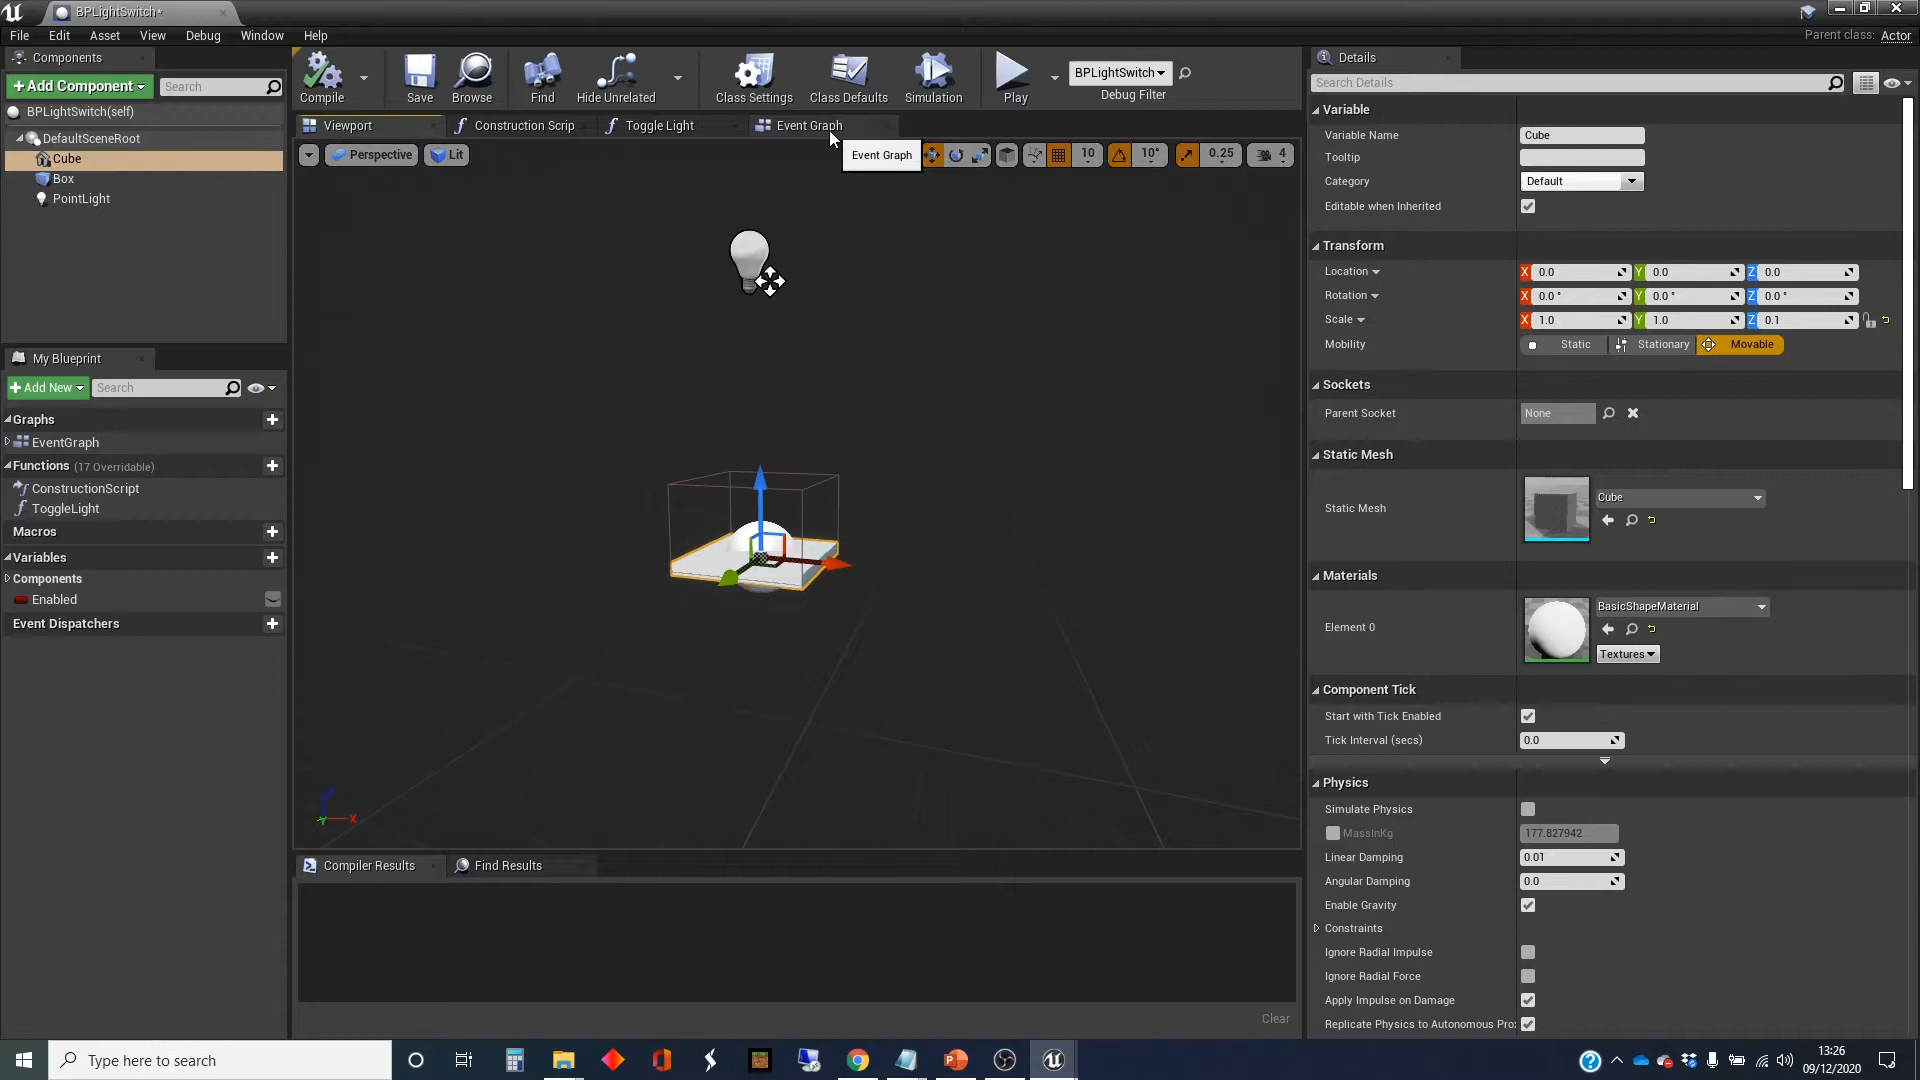 BPLightSwitch*
File Edit Asset View Debug Window Help
Parent class: Actor
Components
+Add Component
Search
BPLightSwitch(self)
DefaultSceneRoot
Cube
Box
PointLight
My Blueprint
+Add New
Search
Graphs
EventGraph
Functions (17 Overridable)
ConstructionScript
ToggleLight
Macros
Variables
Components
Enabled
Event Dispatchers
Compile
Save
Browse
Find
Hide Unrelated
Class Settings
Class Defaults
Simulation
Play
BPLightSwitch
Debug Filter
Viewport
Construction Scrip
Toggle Light
Event Graph
Perspective
Lit
Event Graph
10
10°
0.25
4
Z
X
Y
Compiler Results
Find Results
Clear
Details
Search Details
Variable
Variable Name Cube
Tooltip
Category Default
Editable when Inherited
Transform
Location X 0.0 Y 0.0 Z 0.0
Rotation X 0.0 ° Y 0.0 ° Z 0.0 °
Scale X 1.0 Y 1.0 Z 0.1
Mobility Static Stationary Movable
Sockets
Parent Socket None
Static Mesh
Static Mesh Cube
Materials
Element 0 BasicShapeMaterial
Textures
Component Tick
Start with Tick Enabled
Tick Interval (secs) 0.0
Physics
Simulate Physics
MassInKg 177.827942
Linear Damping 0.01
Angular Damping 0.0
Enable Gravity
Constraints
Ignore Radial Impulse
Ignore Radial Force
Apply Impulse on Damage
Replicate Physics to Autonomous Pro
Type here to search
13:26
09/12/2020